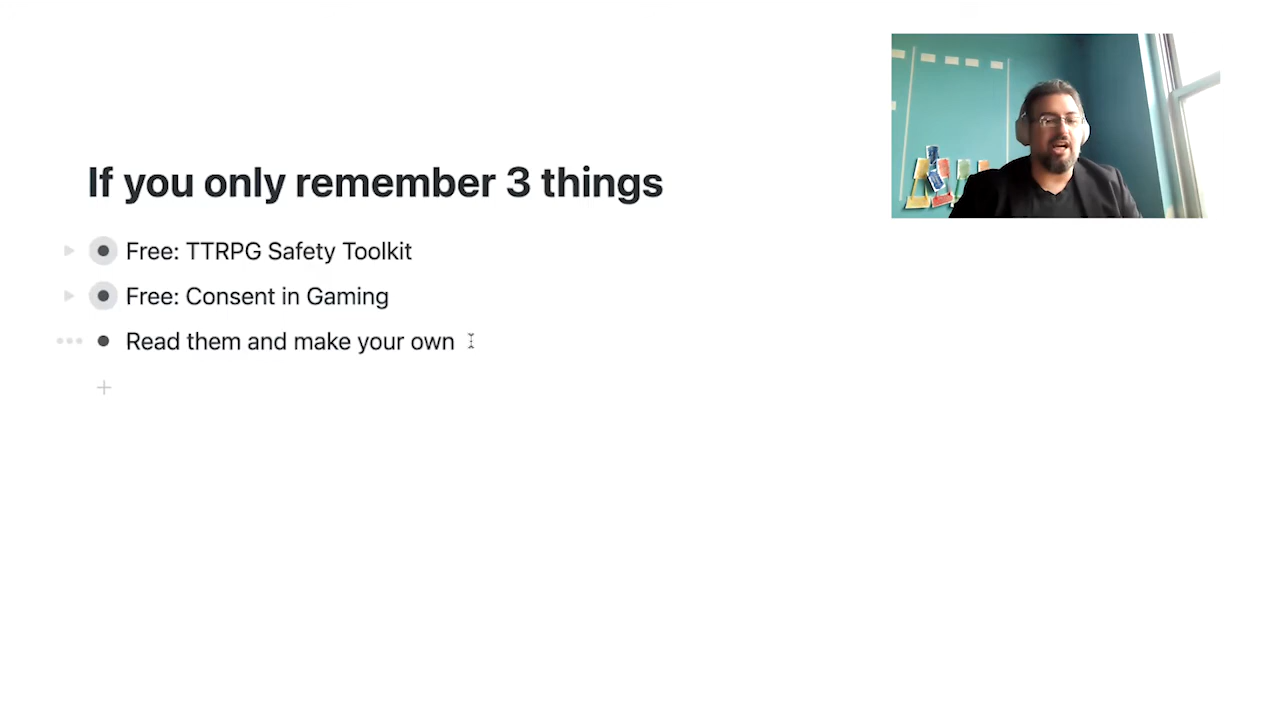 If you only remember 3 things
Free: TTRPG Safety Toolkit
Free: Consent in Gaming
Read them and make your own